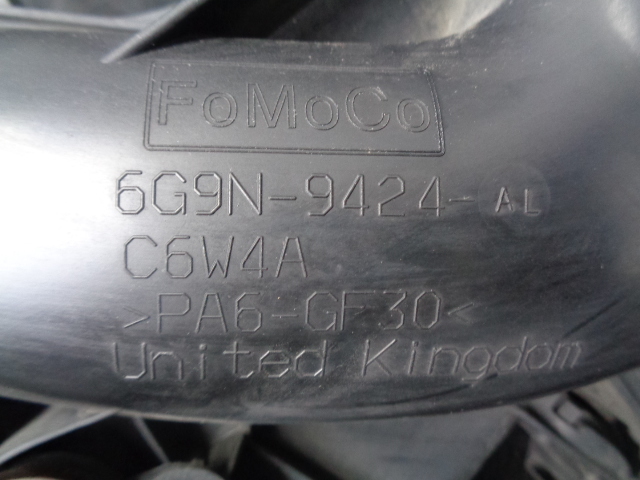 FoMoCo
6G9N-9424-AL
C6W4A
>PA6-GF30<
United Kingdom